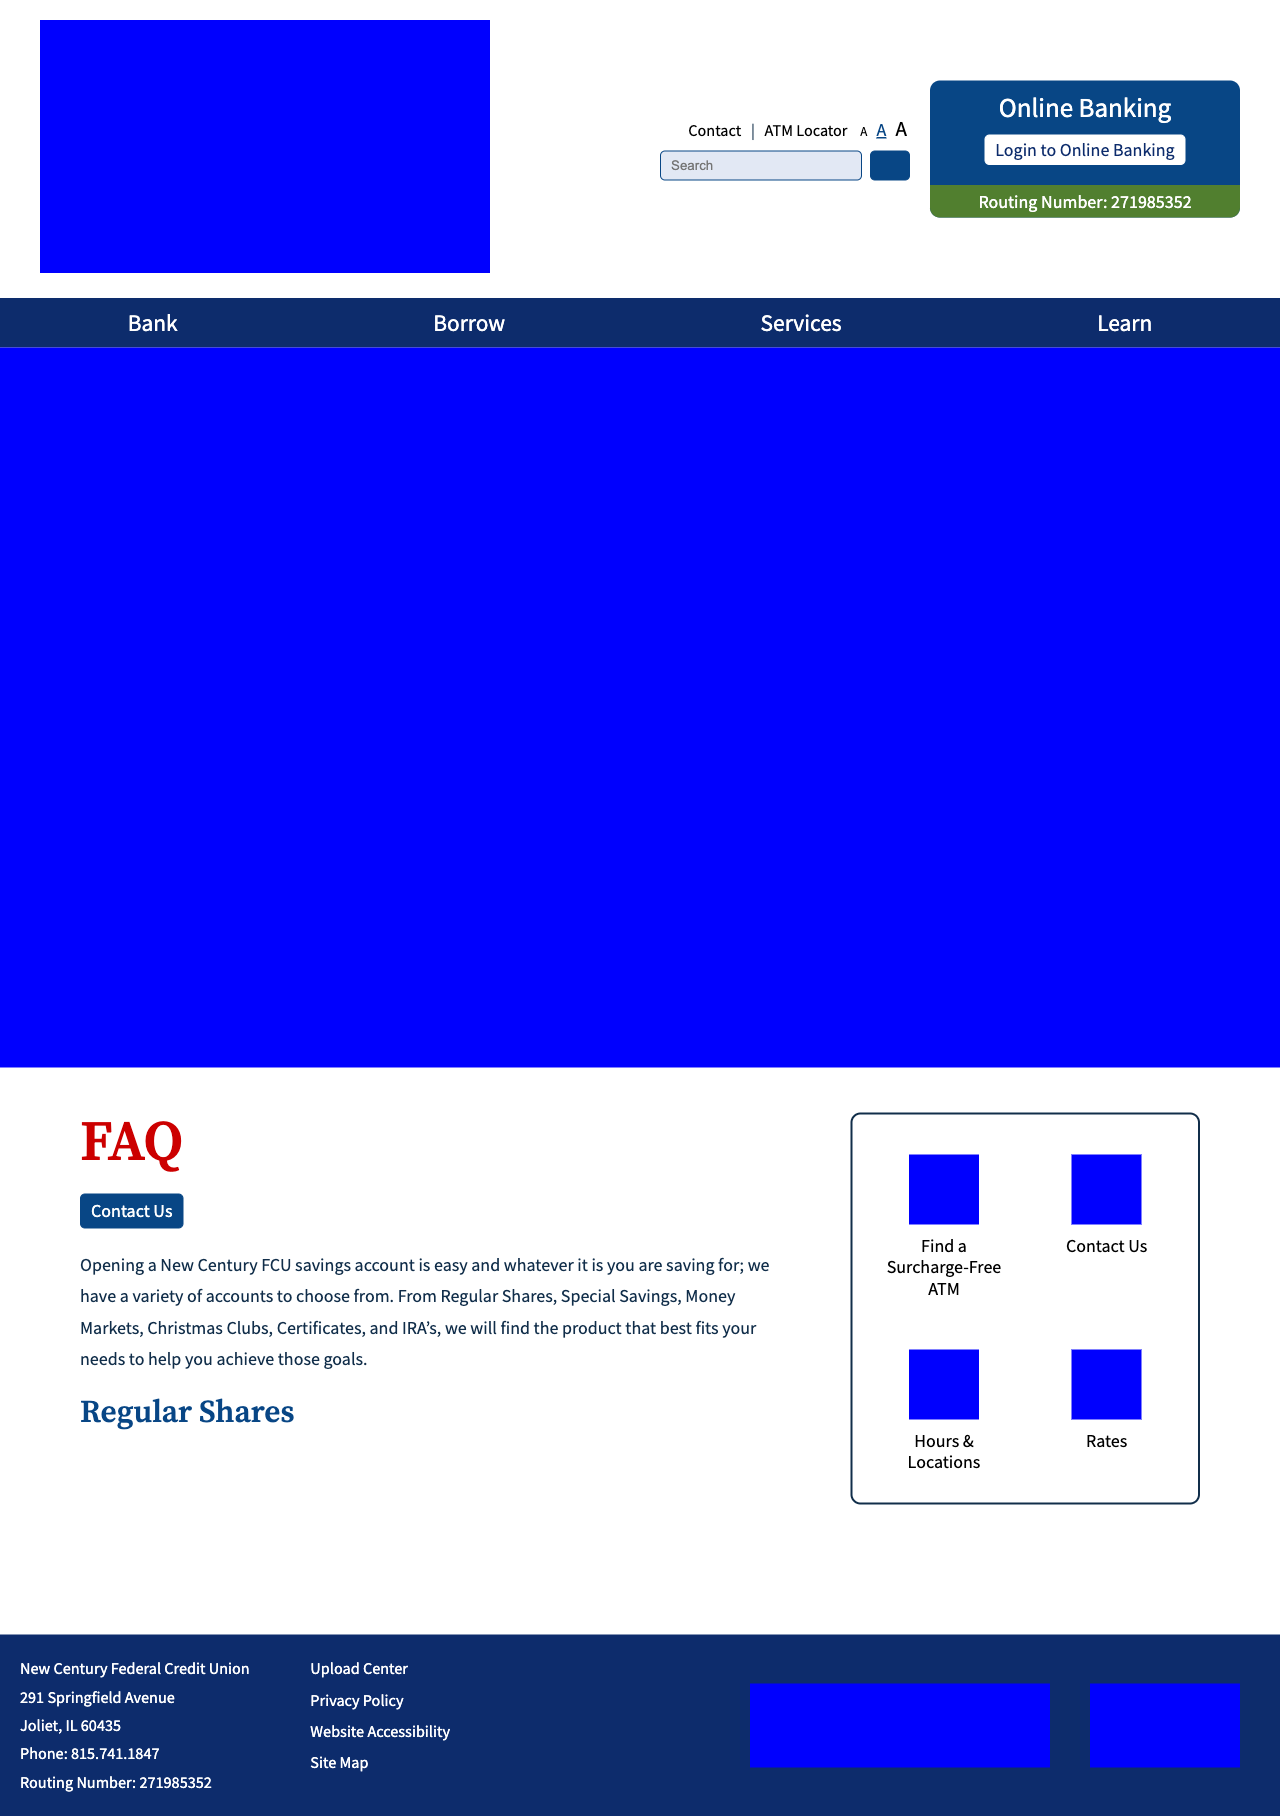 Contact | ATM Locator A A A
Search
Online Banking
Login to Online Banking
Routing Number: 271985352
Bank
Borrow
Services
Learn
FAQ
Contact Us
Opening a New Century FCU savings account is easy and whatever it is you are saving for; we
have a variety of accounts to choose from. From Regular Shares, Special Savings, Money
Markets, Christmas Clubs, Certificates, and IRA’s, we will find the product that best fits your
needs to help you achieve those goals.
Regular Shares
Find a
Surcharge-Free
ATM
Contact Us
Hours &
Locations
Rates
New Century Federal Credit Union
291 Springfield Avenue
Joliet, IL 60435
Phone: 815.741.1847
Routing Number: 271985352
Upload Center
Privacy Policy
Website Accessibility
Site Map